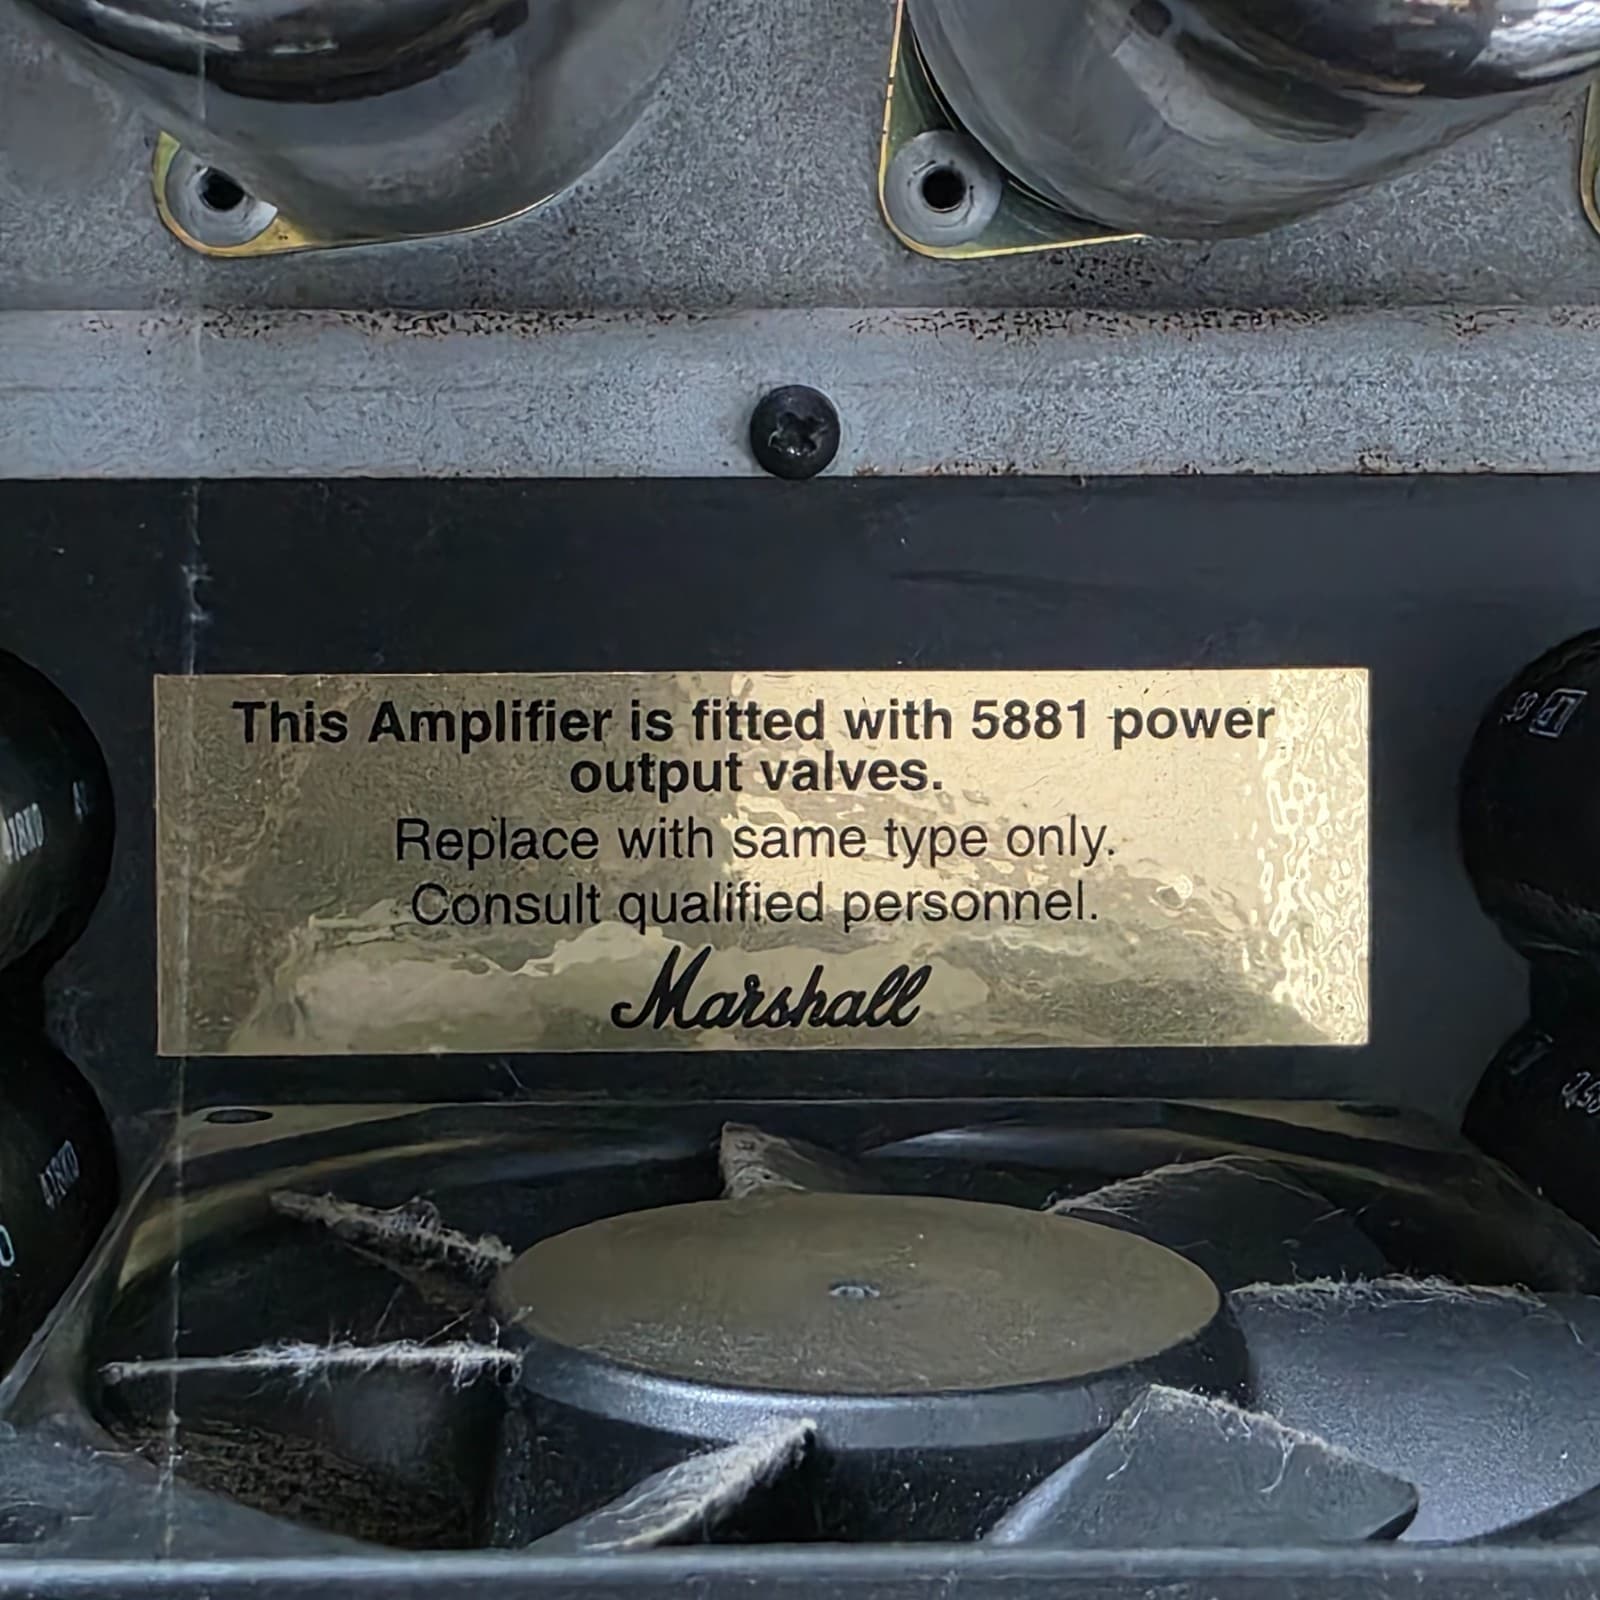 This Amplifier is fitted with 5881 power
output valves.
Replace with same type only.
Consult qualified personnel.
Marshall